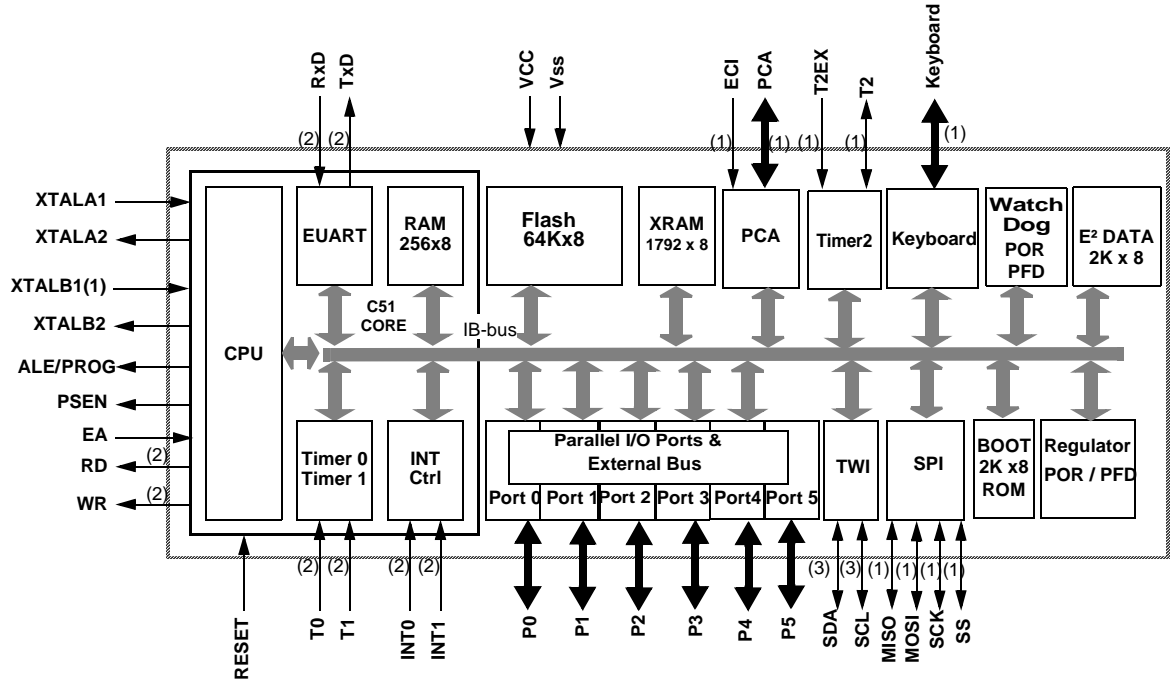 RxD
TxD
VCC
Vss
ECI
PCA
T2EX
T2
Keyboard
(2)
(2)
(1)
(1)
(1)
(1)
(1)
XTALA1
XTALA2
XTALB1(1)
XTALB2
ALE/PROG
PSEN
EA
RD
(2)
WR
(2)
CPU
EUART
RAM
256x8
Flash
64Kx8
XRAM
1792 x 8
PCA
Timer2
Keyboard
Watch
Dog
POR
PFD
E² DATA
2K x 8
C51
CORE
IB-bus
Timer 0
Timer 1
INT
Ctrl
Parallel I/O Ports &
External Bus
Port 0
Port 1
Port 2
Port 3
Port4
Port 5
TWI
SPI
BOOT
2K x8
ROM
Regulator
POR / PFD
(2)
(2)
(2)
(2)
(3)
(3)
(1)
(1)
(1)
(1)
RESET
T0
T1
INT0
INT1
P0
P1
P2
P3
P4
P5
SDA
SCL
MISO
MOSI
SCK
SS